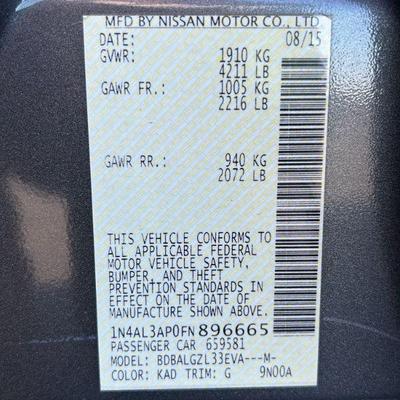 MFD BY NISSAN MOTOR CO., LTD
DATE: 08/15
GVWR: 1910 KG
4211 LB
GAWR FR.: 1005 KG
2216 LB
GAWR RR.: 940 KG
2072 LB
THIS VEHICLE CONFORMS TO
ALL APPLICABLE FEDERAL
MOTOR VEHICLE SAFETY,
BUMPER, AND THEFT
PREVENTION STANDARDS IN
EFFECT ON THE DATE OF
MANUFACTURE SHOWN ABOVE.
1N4AL3AP0FN896665
PASSENGER CAR 659581
MODEL: BDBALGZL33EVA---M-
COLOR: KAD TRIM: G 9N00A